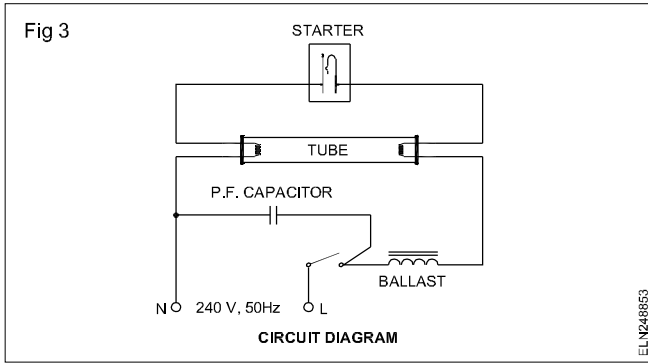 Fig 3
STARTER
TUBE
P.F. CAPACITOR
BALLAST
N 240 V, 50Hz L
CIRCUIT DIAGRAM
ELN248853